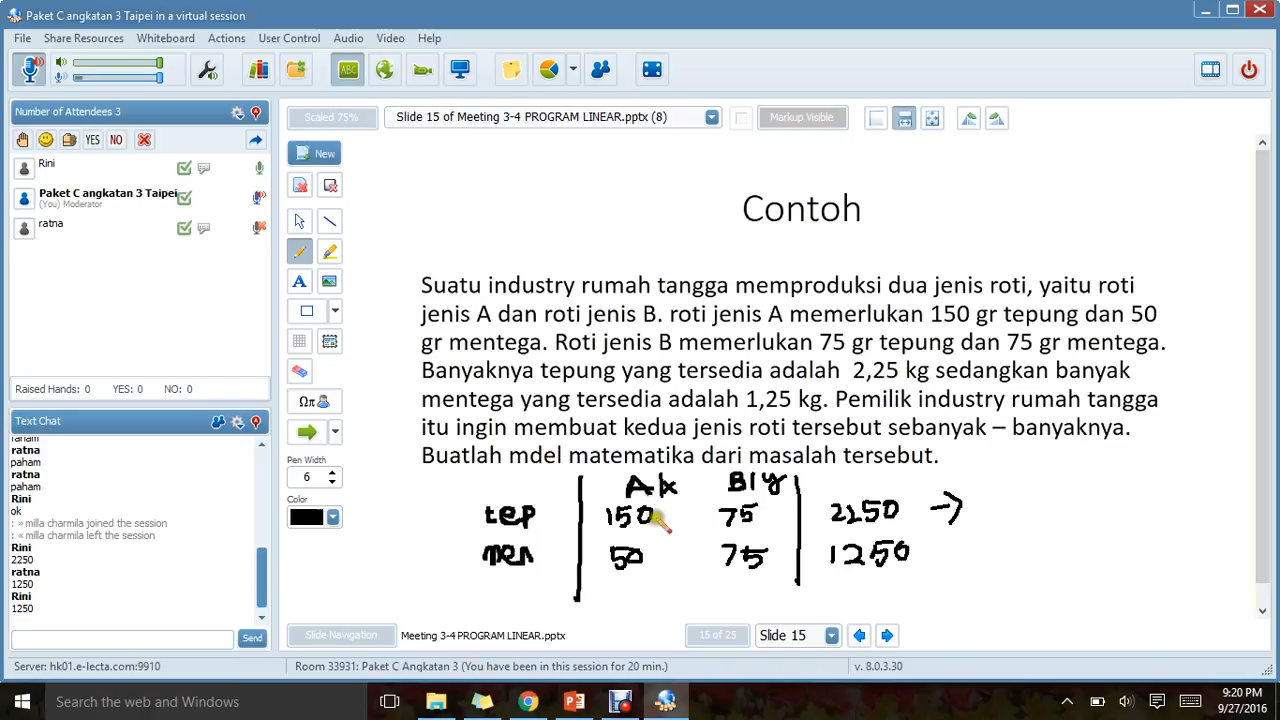 Paket C angkatan 3 Taipei in a virtual session
File Share Resources Whiteboard Actions User Control Audio Video Help
ABC
Number of Attendees 3
YES NO
Rini
Paket C angkatan 3 Taipei
(You) Moderator
ratna
Raised Hands: 0 YES: 0 NO: 0
Text Chat
ratna
paham
ratna
paham
Rini
ok
: » milla charmila joined the session
: « milla charmila left the session
Rini
2250
ratna
1250
Rini
1250
Send
Scaled 75%
Slide 15 of Meeting 3-4 PROGRAM LINEAR.pptx (8)
Markup Visible
New
A
Ωπ
Pen Width
6
Color
Contoh
Suatu industry rumah tangga memproduksi dua jenis roti, yaitu roti
jenis A dan roti jenis B. roti jenis A memerlukan 150 gr tepung dan 50
gr mentega. Roti jenis B memerlukan 75 gr tepung dan 75 gr mentega.
Banyaknya tepung yang tersedia adalah 2,25 kg sedangkan banyak
mentega yang tersedia adalah 1,25 kg. Pemilik industry rumah tangga
itu ingin membuat kedua jenis roti tersebut sebanyak – banyaknya.
Buatlah mdel matematika dari masalah tersebut.
A x B/y
tep 150 75 2250 →
men 50 75 1250
Slide Navigation Meeting 3-4 PROGRAM LINEAR.pptx 15 of 25 Slide 15
Server: hk01.e-lecta.com:9910 Room 33931: Paket C Angkatan 3 (You have been in this session for 20 min.) v. 8.0.3.30
Search the web and Windows
9:20 PM
9/27/2016